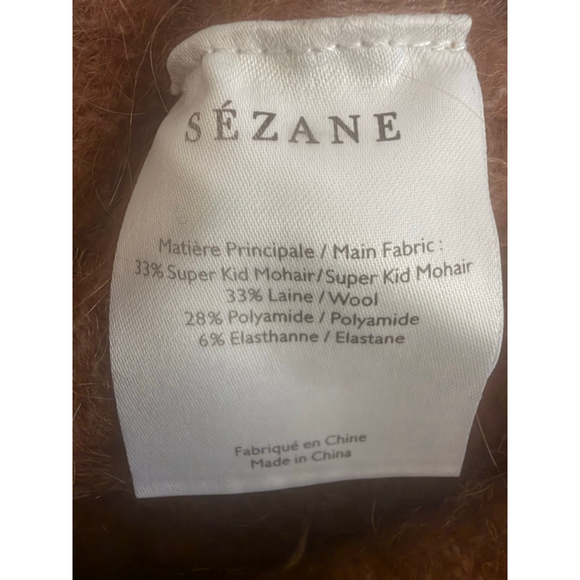 SÉZANE
Matière Principale / Main Fabric :
33% Super Kid Mohair/Super Kid Mohair
33% Laine / Wool
28% Polyamide / Polyamide
6% Elasthanne / Elastane
Fabriqué en Chine
Made in China